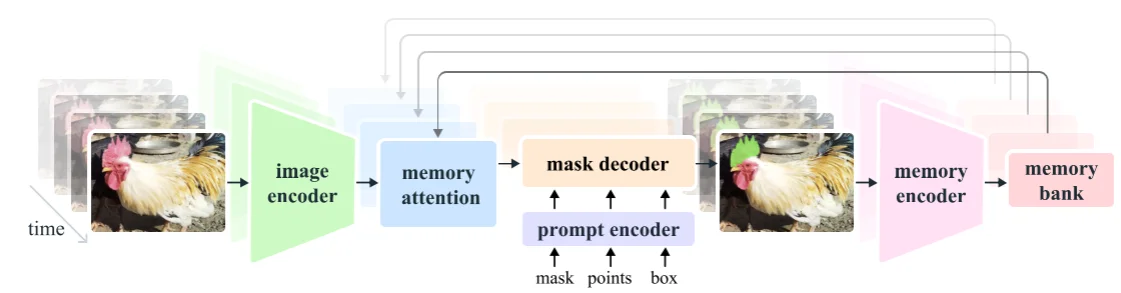 time
image
encoder
memory
attention
mask decoder
prompt encoder
mask points box
memory
encoder
memory
bank